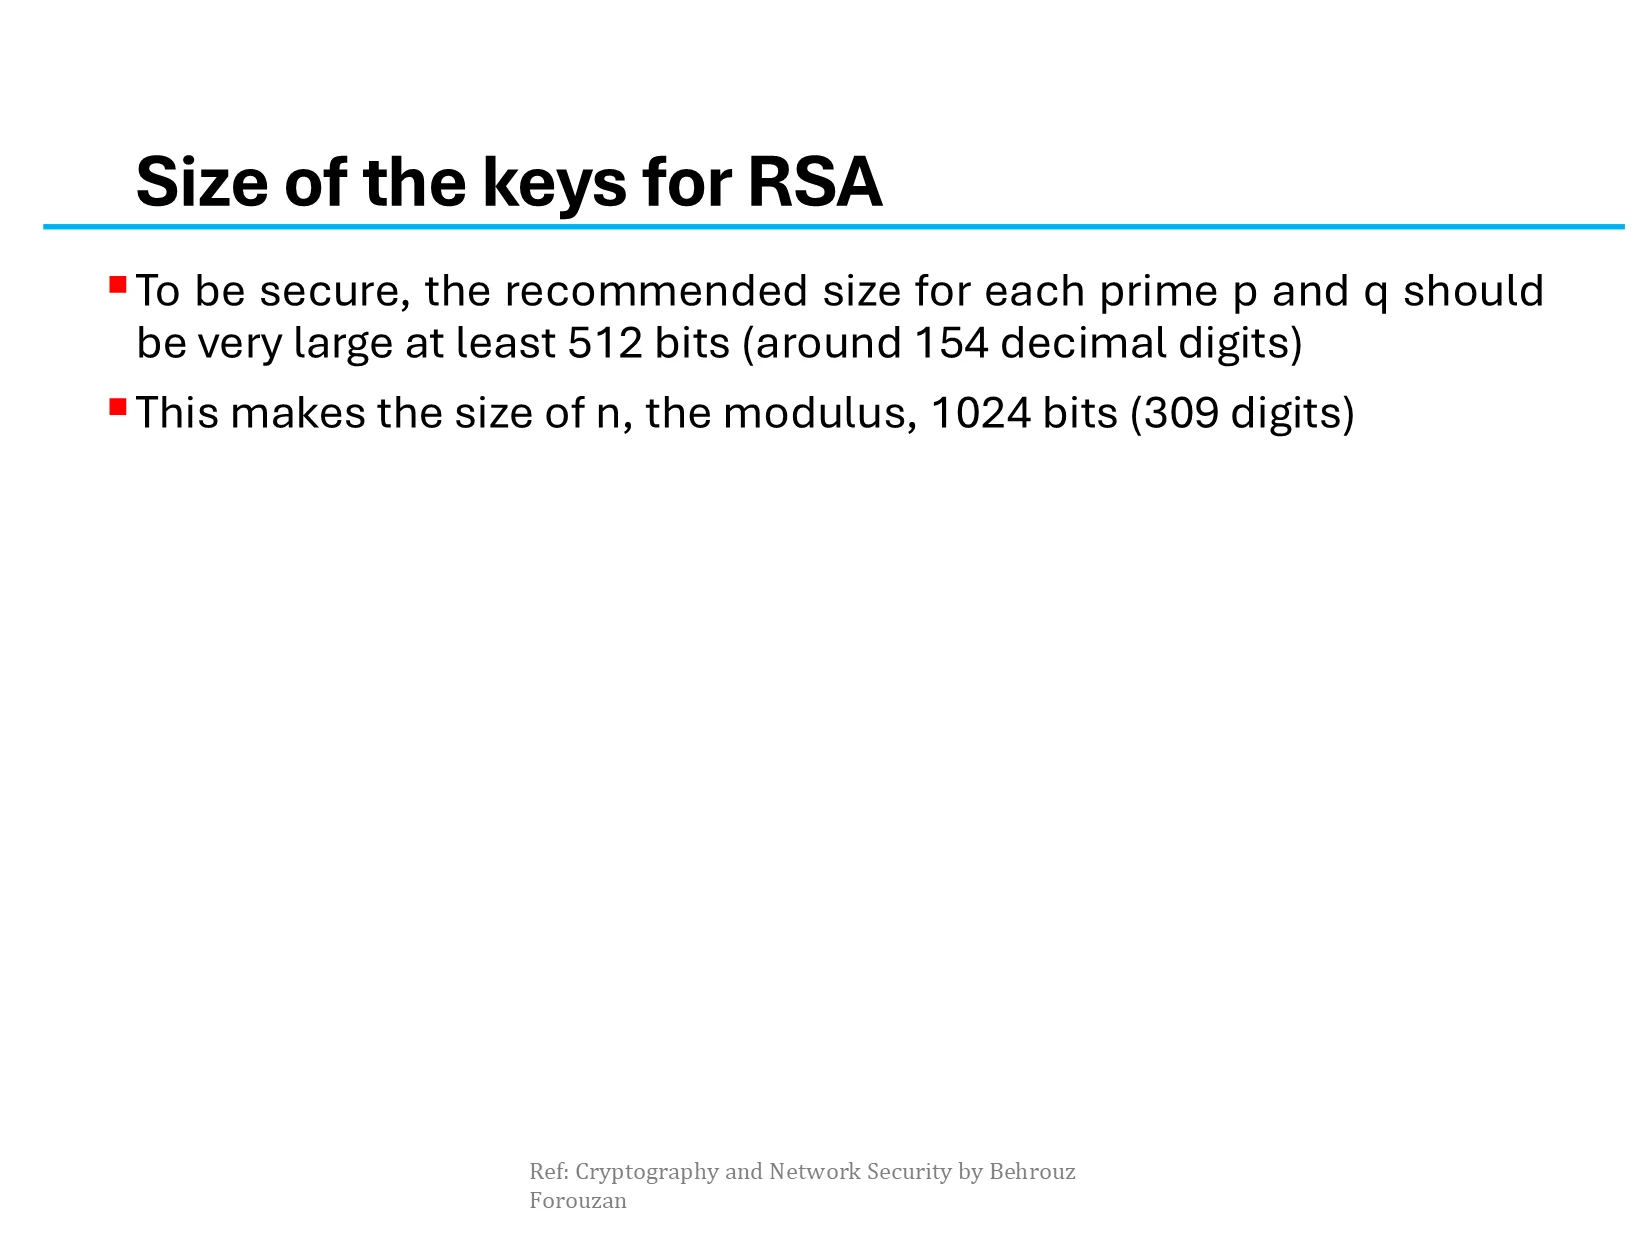 Size of the keys for RSA
To be secure, the recommended size for each prime p and q should
be very large at least 512 bits (around 154 decimal digits)
This makes the size of n, the modulus, 1024 bits (309 digits)
Ref: Cryptography and Network Security by Behrouz
Forouzan